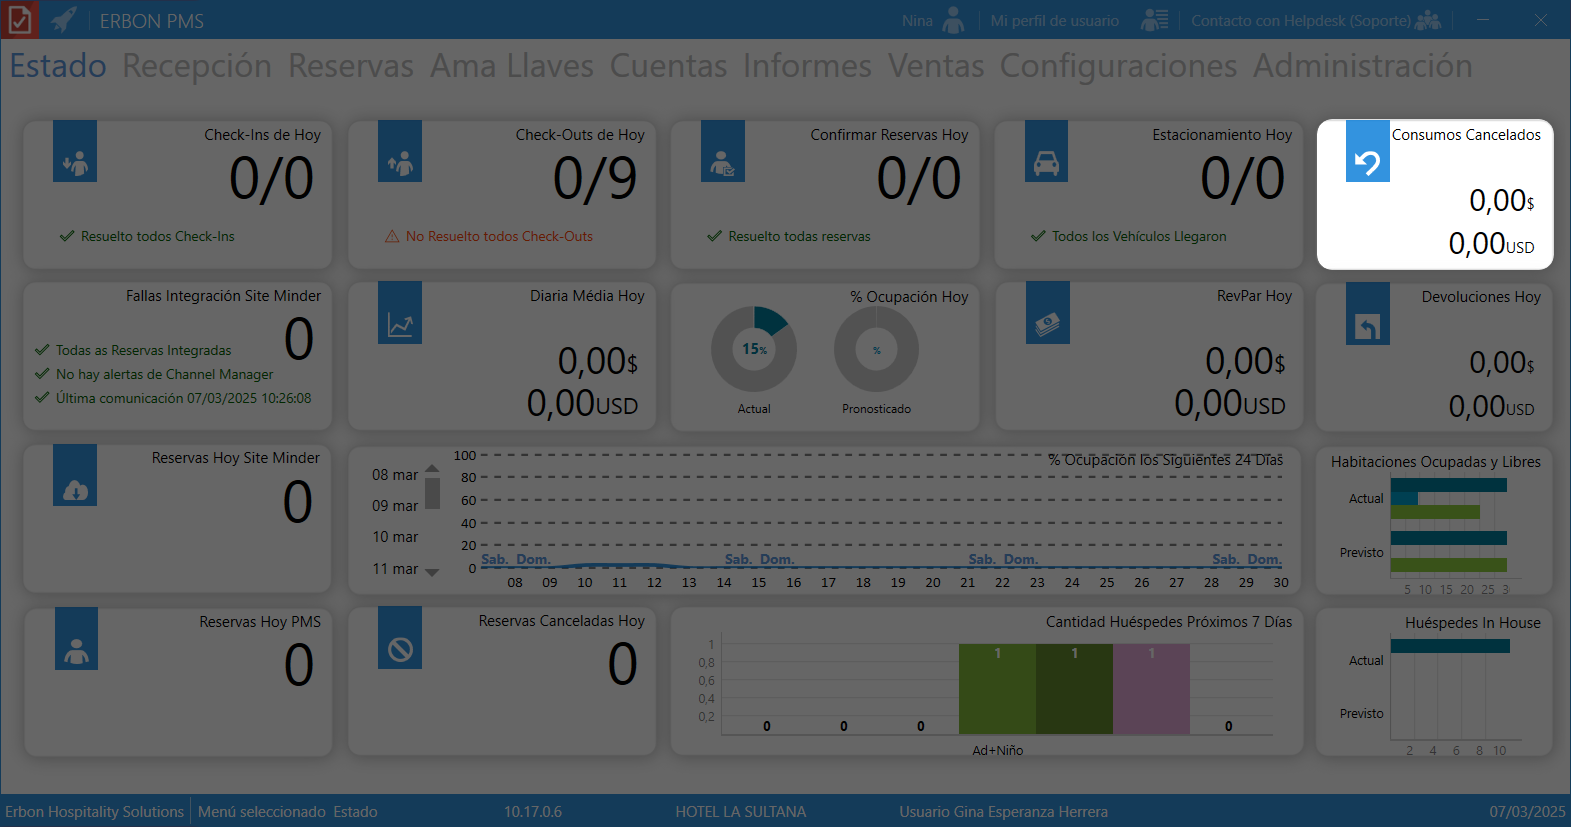 ERBON PMS
Nina
Mi perfil de usuario
Contacto con Helpdesk (Soporte)
Estado Recepción Reservas Ama Llaves Cuentas Informes Ventas Configuraciones Administración
Check-Ins de Hoy
0/0
Resuelto todos Check-Ins
Check-Outs de Hoy
0/9
No Resuelto todos Check-Outs
Confirmar Reservas Hoy
0/0
Resuelto todas reservas
Estacionamiento Hoy
0/0
Todos los Vehículos Llegaron
Consumos Cancelados
0,00$
0,00USD
Fallas Integración Site Minder
0
Todas as Reservas Integradas
No hay alertas de Channel Manager
Última comunicación 07/03/2025 10:26:08
Diaria Média Hoy
0,00$
0,00USD
% Ocupación Hoy
15%
%
Actual
Pronosticado
RevPar Hoy
0,00$
0,00USD
Devoluciones Hoy
0,00$
0,00USD
Reservas Hoy Site Minder
0
08 mar
09 mar
10 mar
11 mar
% Ocupación los Siguientes 24 Días
100
80
60
40
20
0
Sab. Dom. Sab. Dom. Sab. Dom. Sab. Dom.
08 09 10 11 12 13 14 15 16 17 18 19 20 21 22 23 24 25 26 27 28 29 30
Habitaciones Ocupadas y Libres
Actual
Previsto
5 10 15 20 25 3
Reservas Hoy PMS
0
Reservas Canceladas Hoy
0
Cantidad Huéspedes Próximos 7 Días
1
0,8
0,6
0,4
0,2
0 0 0 1 1 1 0
Ad+Niño
Huéspedes In House
Actual
Previsto
2 4 6 8 10
Erbon Hospitality Solutions
Menú seleccionado Estado
10.17.0.6
HOTEL LA SULTANA
Usuario Gina Esperanza Herrera
07/03/2025